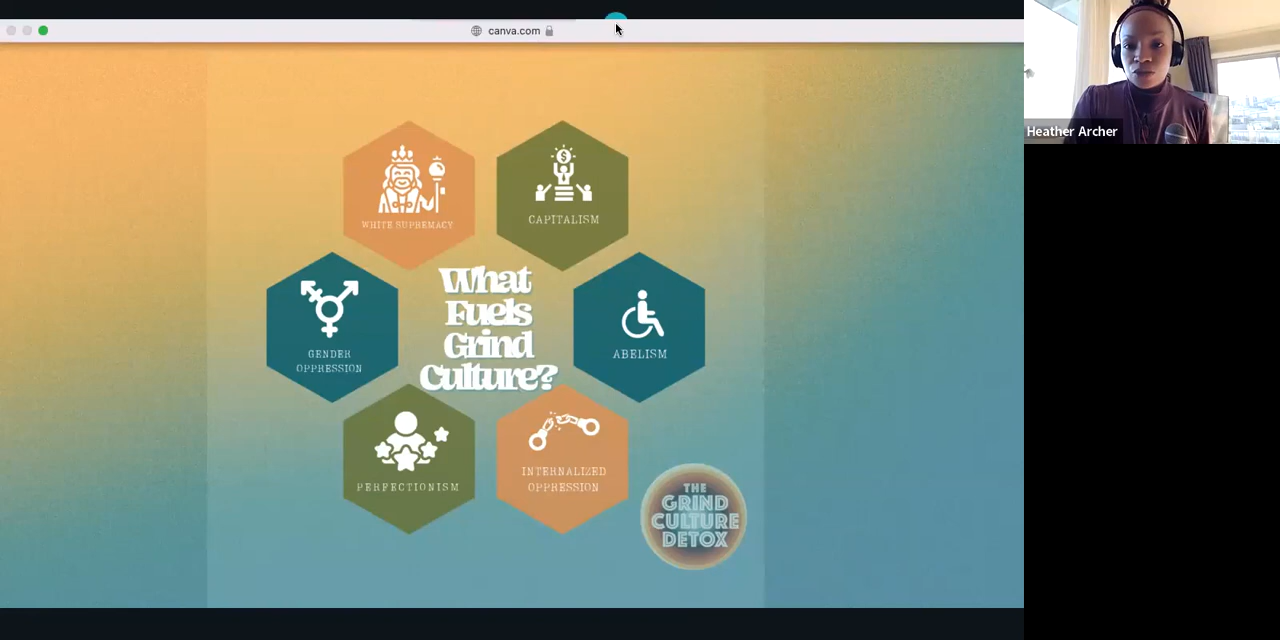 canva.com
Heather Archer
WHITE SUPREMACY
CAPITALISM
What
Fuels
Grind
Culture?
GENDER
OPPRESSION
ABELISM
PERFECTIONISM
INTERNALIZED
OPPRESSION
THE
GRIND
CULTURE
DETOX